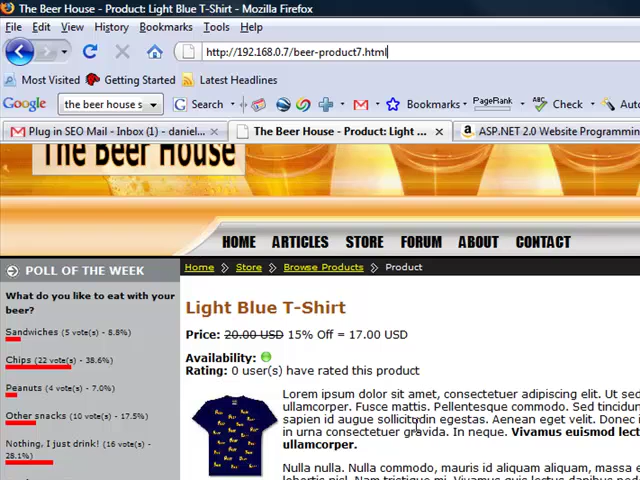 The Beer House - Product: Light Blue T-Shirt - Mozilla Firefox
File Edit View History Bookmarks Tools Help
http://192.168.0.7/beer-product7.html
Most Visited Getting Started Latest Headlines
Google the beer house s Search Bookmarks PageRank Check Auto
Plug in SEO Mail - Inbox (1) - daniel... The Beer House - Product: Light ... ASP.NET 2.0 Website Programmin
The Beer House
HOME ARTICLES STORE FORUM ABOUT CONTACT
POLL OF THE WEEK
What do you like to eat with your
beer?
Sandwiches (5 vote(s) - 8.8%)
Chips (22 vote(s) - 38.6%)
Peanuts (4 vote(s) - 7.0%)
Other snacks (10 vote(s) - 17.5%)
Nothing, I just drink! (16 vote(s) -
28.1%)
Home Store Browse Products Product
Light Blue T-Shirt
Price: 20.00 USD 15% Off = 17.00 USD
Availability:
Rating: 0 user(s) have rated this product
Lorem ipsum dolor sit amet, consectetuer adipiscing elit. Sed
ullamcorper. Fusce mattis. Pellentesque commodo. Sed tincidun
sapien id augue sollicitudin egestas. Aenean eget velit. Donec i
in urna consectetuer gravida. In neque. Vivamus euismod lect
ullamcorper.
Nulla nulla. Nulla commodo, mauris id aliquam aliquam, massa e